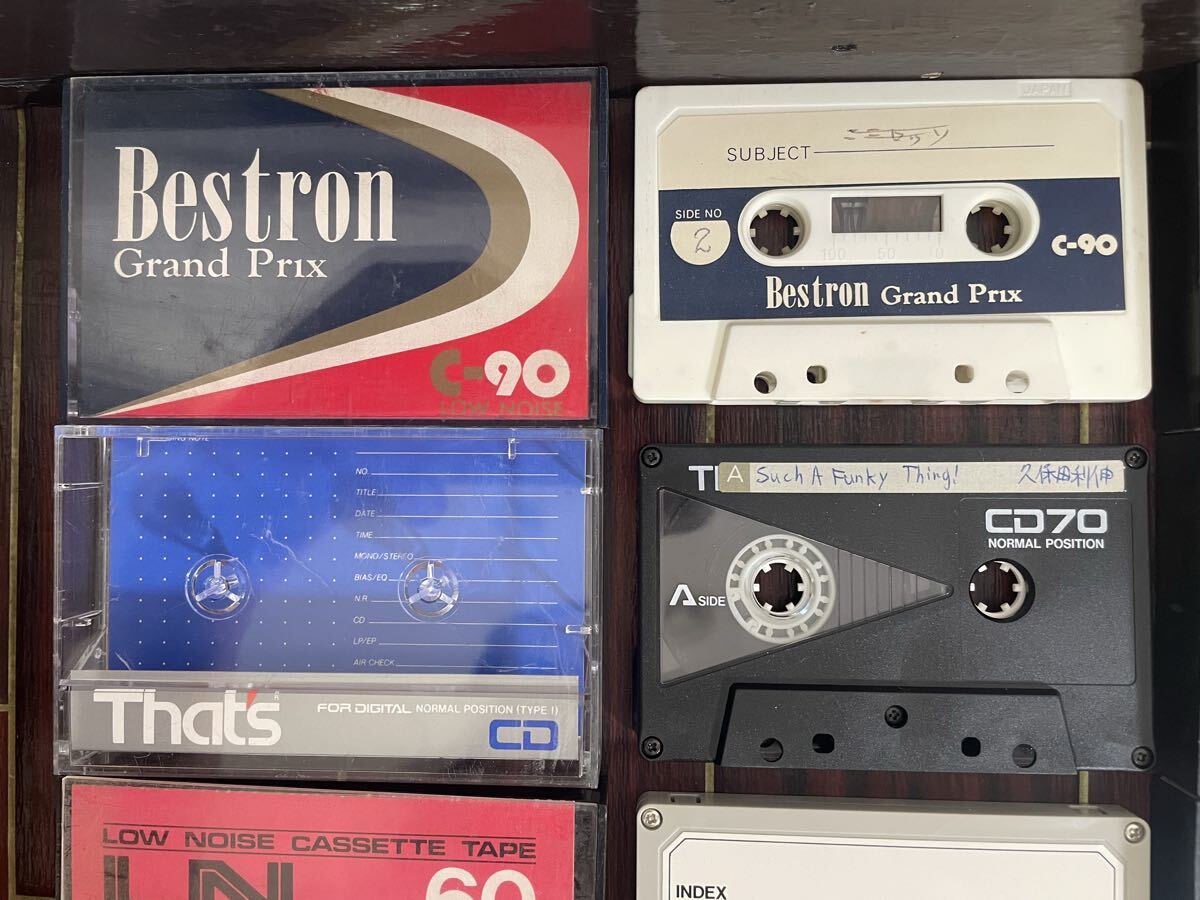 Bestron
Grand Prix
C-90
LOW NOISE
JAPAN
SUBJECT
SIDE NO
2
100 50 0
C-90
Bestron Grand Prix
NO.
TITLE
DATE
TIME
MONO/STEREO
BIAS/EQ
N.R
CD
LP/EP
AIR CHECK
That's
FOR DIGITAL NORMAL POSITION (TYPE I)
CD
A Such A Funky Thing! 久保田利伸
CD70
NORMAL POSITION
A SIDE
LOW NOISE CASSETTE TAPE
LN
60
INDEX